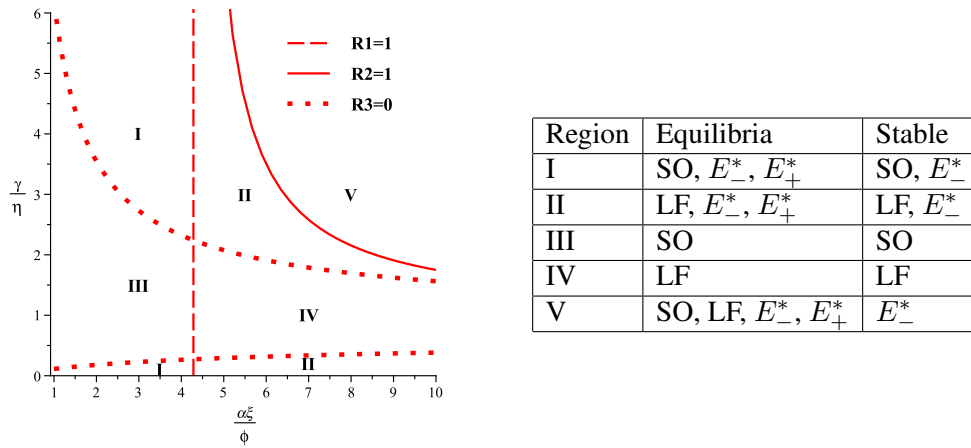 6
5
4
3
2
1
0
γ/η
R1=1
R2=1
R3=0
I
II
V
III
IV
I
II
1 2 3 4 5 6 7 8 9 10
αξ/ϕ
Region Equilibria Stable
I SO, E*₋, E*₊ SO, E*₋
II LF, E*₋, E*₊ LF, E*₋
III SO SO
IV LF LF
V SO, LF, E*₋, E*₊ E*₋